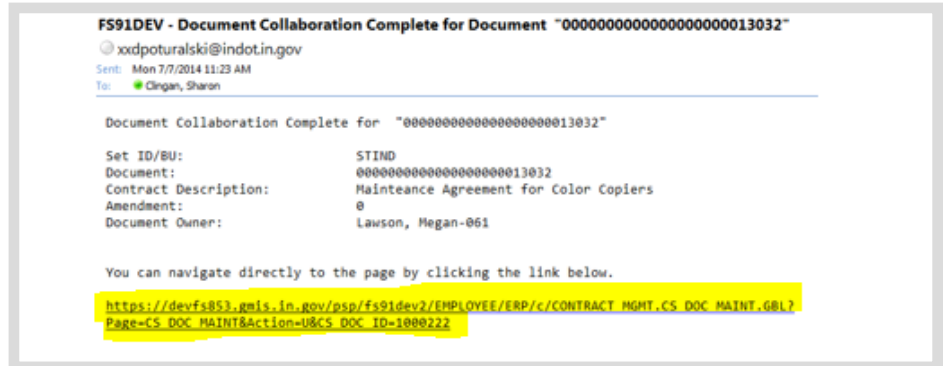 FS91DEV - Document Collaboration Complete for Document "0000000000000000000013032"
xxdpoturalski@indot.in.gov
Sent: Mon 7/7/2014 11:23 AM
To: Clingan, Sharon
Document Collaboration Complete for "0000000000000000000013032"
Set ID/BU: STIND
Document: 0000000000000000000013032
Contract Description: Mainteance Agreement for Color Copiers
Amendment: 0
Document Owner: Lawson, Megan-061
You can navigate directly to the page by clicking the link below.
https://devfs853.gmis.in.gov/psp/fs91dev2/EMPLOYEE/ERP/c/CONTRACT_MGMT.CS_DOC_MAINT.GBL?
Page=CS_DOC_MAINT&Action=U&CS_DOC_ID=1000222